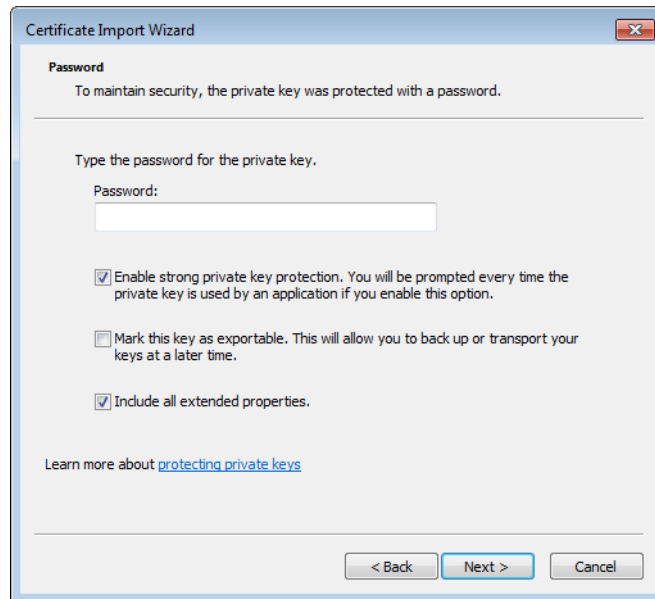 Certificate Import Wizard
Password
To maintain security, the private key was protected with a password.
Type the password for the private key.
Password:
Enable strong private key protection. You will be prompted every time the
private key is used by an application if you enable this option.
Mark this key as exportable. This will allow you to back up or transport your
keys at a later time.
Include all extended properties.
Learn more about protecting private keys
< Back
Next >
Cancel